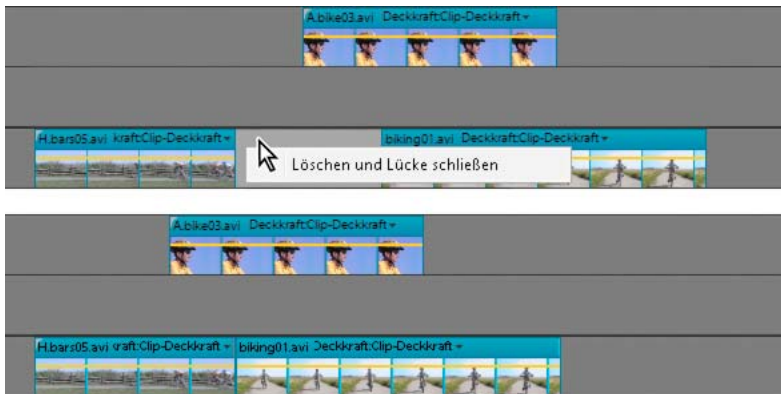 A.bike03.avi Deckkraft:Clip-Deckkraft
H.bars05.avi kraft:Clip-Deckkraft biking01.avi Deckkraft:Clip-Deckkraft
Löschen und Lücke schließen
A.bike03.avi Deckkraft:Clip-Deckkraft
H.bars05.avi kraft:Clip-Deckkraft biking01.avi Deckkraft:Clip-Deckkraft